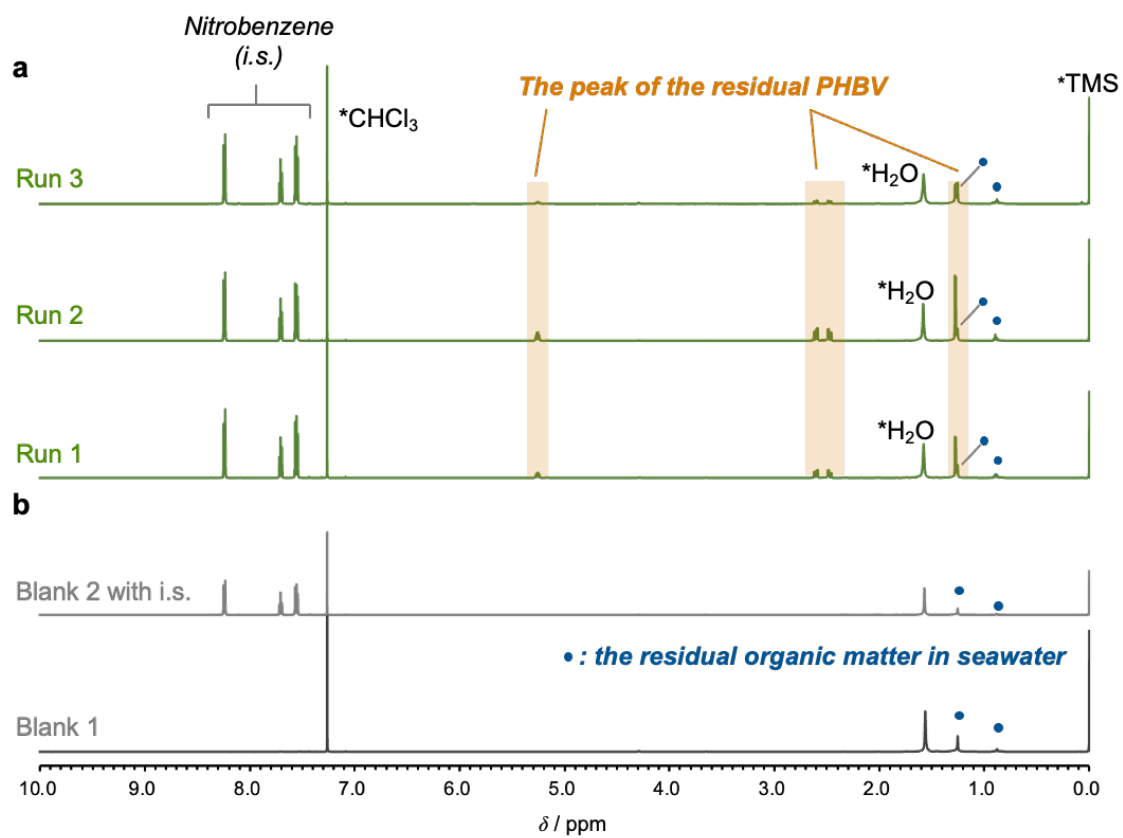 Nitrobenzene
(i.s.)
a
The peak of the residual PHBV
*TMS
*CHCl₃
Run 3
*H₂O
Run 2
*H₂O
Run 1
*H₂O
b
Blank 2 with i.s.
• : the residual organic matter in seawater
Blank 1
10.0 9.0 8.0 7.0 6.0 5.0 4.0 3.0 2.0 1.0 0.0
δ / ppm